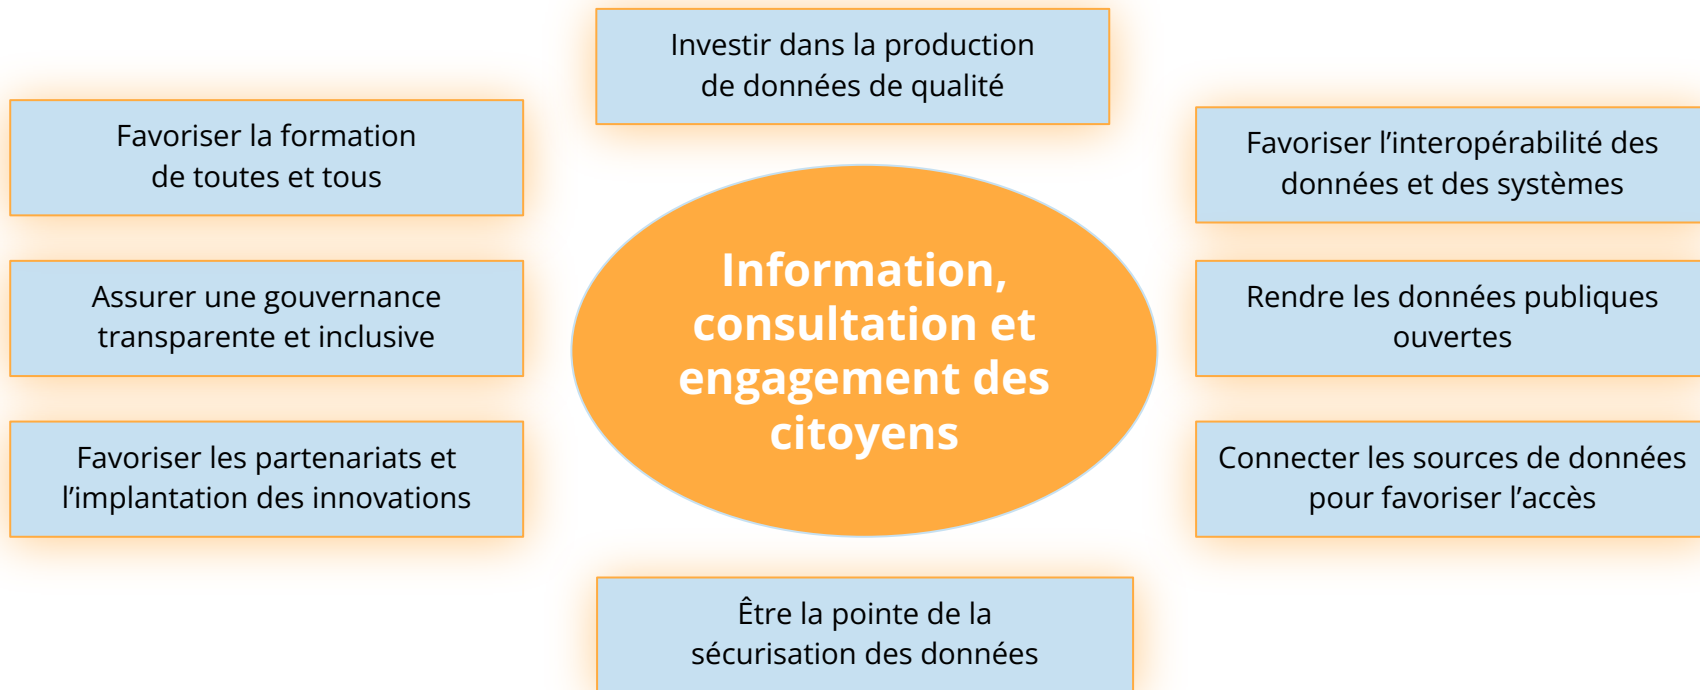 Investir dans la production
de données de qualité
Favoriser la formation
de toutes et tous
Favoriser l’interopérabilité des
données et des systèmes
Information,
consultation et
engagement des
citoyens
Assurer une gouvernance
transparente et inclusive
Rendre les données publiques
ouvertes
Favoriser les partenariats et
l’implantation des innovations
Connecter les sources de données
pour favoriser l’accès
Être la pointe de la
sécurisation des données